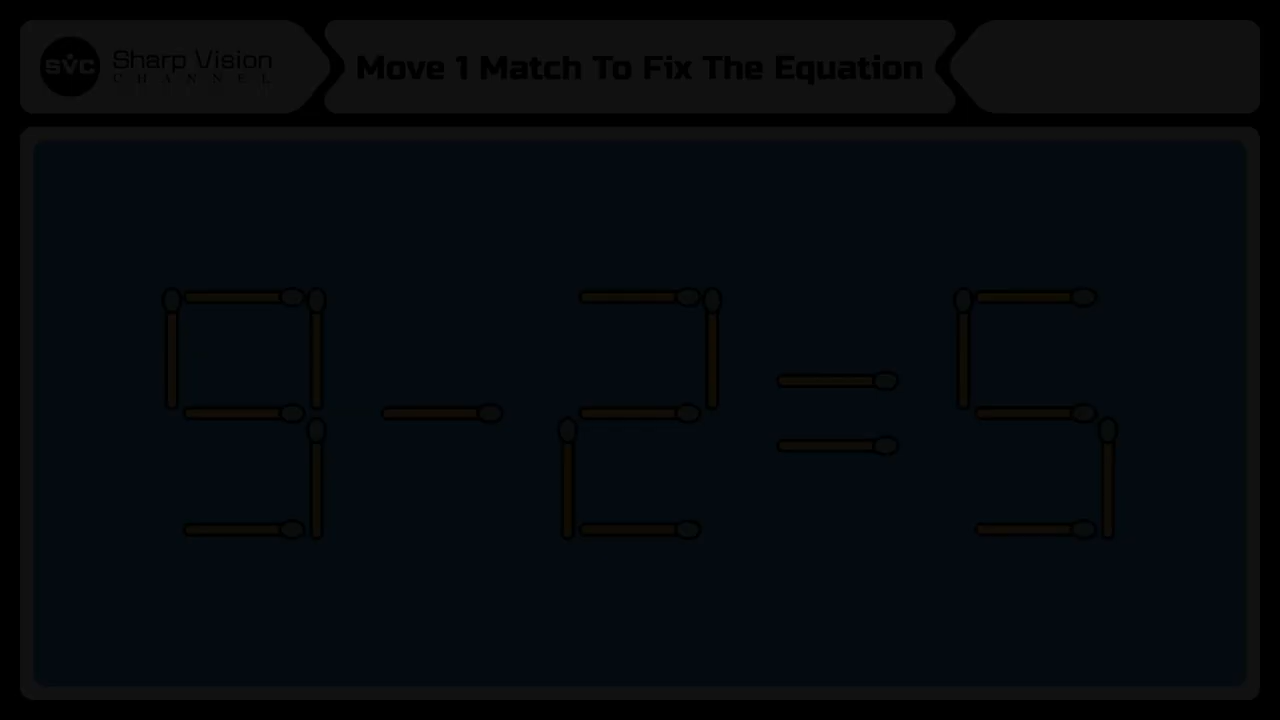 SVC
Sharp Vision
CHANNEL
Move 1 Match To Fix The Equation
9 - 2 = 5